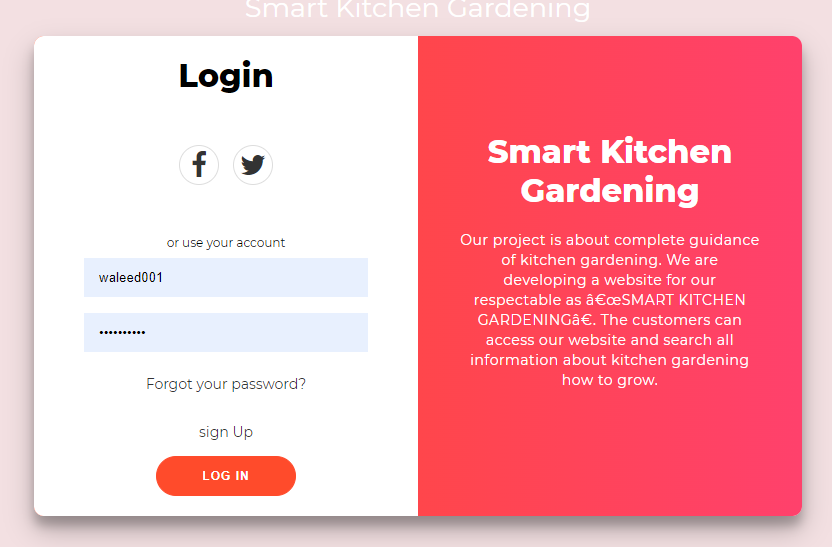 Smart Kitchen Gardening
Login
or use your account
waleed001
••••••••••
Forgot your password?
sign Up
LOG IN
Smart Kitchen
Gardening
Our project is about complete guidance
of kitchen gardening. We are
developing a website for our
respectable as â€œSMART KITCHEN
GARDENINGâ€. The customers can
access our website and search all
information about kitchen gardening
how to grow.